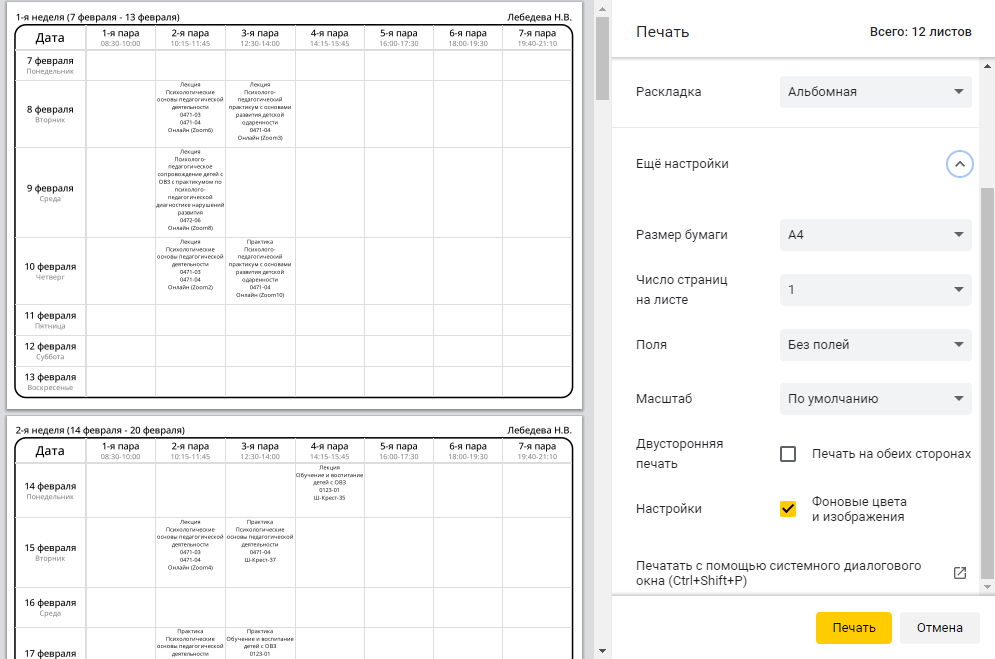 1-я неделя (7 февраля - 13 февраля)
Лебедева Н.В.
Дата
1-я пара
08:30-10:00
2-я пара
10:15-11:45
3-я пара
12:30-14:00
4-я пара
14:15-15:45
5-я пара
16:00-17:30
6-я пара
18:00-19:30
7-я пара
19:40-21:10
7 февраля
Понедельник
8 февраля
Вторник
Лекция
Психологические
основы педагогической
деятельности
0471-03
0471-04
Онлайн (Zoom6)
Лекция
Психолого-
педагогический
практикум с основами
развития детской
одаренности
0471-04
Онлайн (Zoom3)
9 февраля
Среда
Лекция
Психолого-
педагогическое
сопровождение детей с
ОВЗ с практикумом по
психолого-
педагогической
диагностике нарушений
развития
0472-06
Онлайн (Zoom8)
10 февраля
Четверг
Лекция
Психологические
основы педагогической
деятельности
0471-03
0471-04
Онлайн (Zoom2)
Практика
Психолого-
педагогический
практикум с основами
развития детской
одаренности
0471-04
Онлайн (Zoom10)
11 февраля
Пятница
12 февраля
Суббота
13 февраля
Воскресенье
2-я неделя (14 февраля - 20 февраля)
Лебедева Н.В.
Дата
1-я пара
08:30-10:00
2-я пара
10:15-11:45
3-я пара
12:30-14:00
4-я пара
14:15-15:45
5-я пара
16:00-17:30
6-я пара
18:00-19:30
7-я пара
19:40-21:10
14 февраля
Понедельник
Лекция
Обучение и воспитание
детей с ОВЗ
0123-01
Ш-Крест-35
15 февраля
Вторник
Лекция
Психологические
основы педагогической
деятельности
0471-03
0471-04
Онлайн (Zoom4)
Практика
Психологические
основы педагогической
деятельности
0471-04
Ш-Крест-37
16 февраля
Среда
17 февраля
Практика
Психологические
основы педагогической
деятельности
Практика
Обучение и воспитание
детей с ОВЗ
0123-01
Печать
Всего: 12 листов
Раскладка
Альбомная
Ещё настройки
Размер бумаги
A4
Число страниц
на листе
1
Поля
Без полей
Масштаб
По умолчанию
Двусторонняя
печать
Печать на обеих сторонах
Настройки
Фоновые цвета
и изображения
Печатать с помощью системного диалогового
окна (Ctrl+Shift+P)
Печать
Отмена